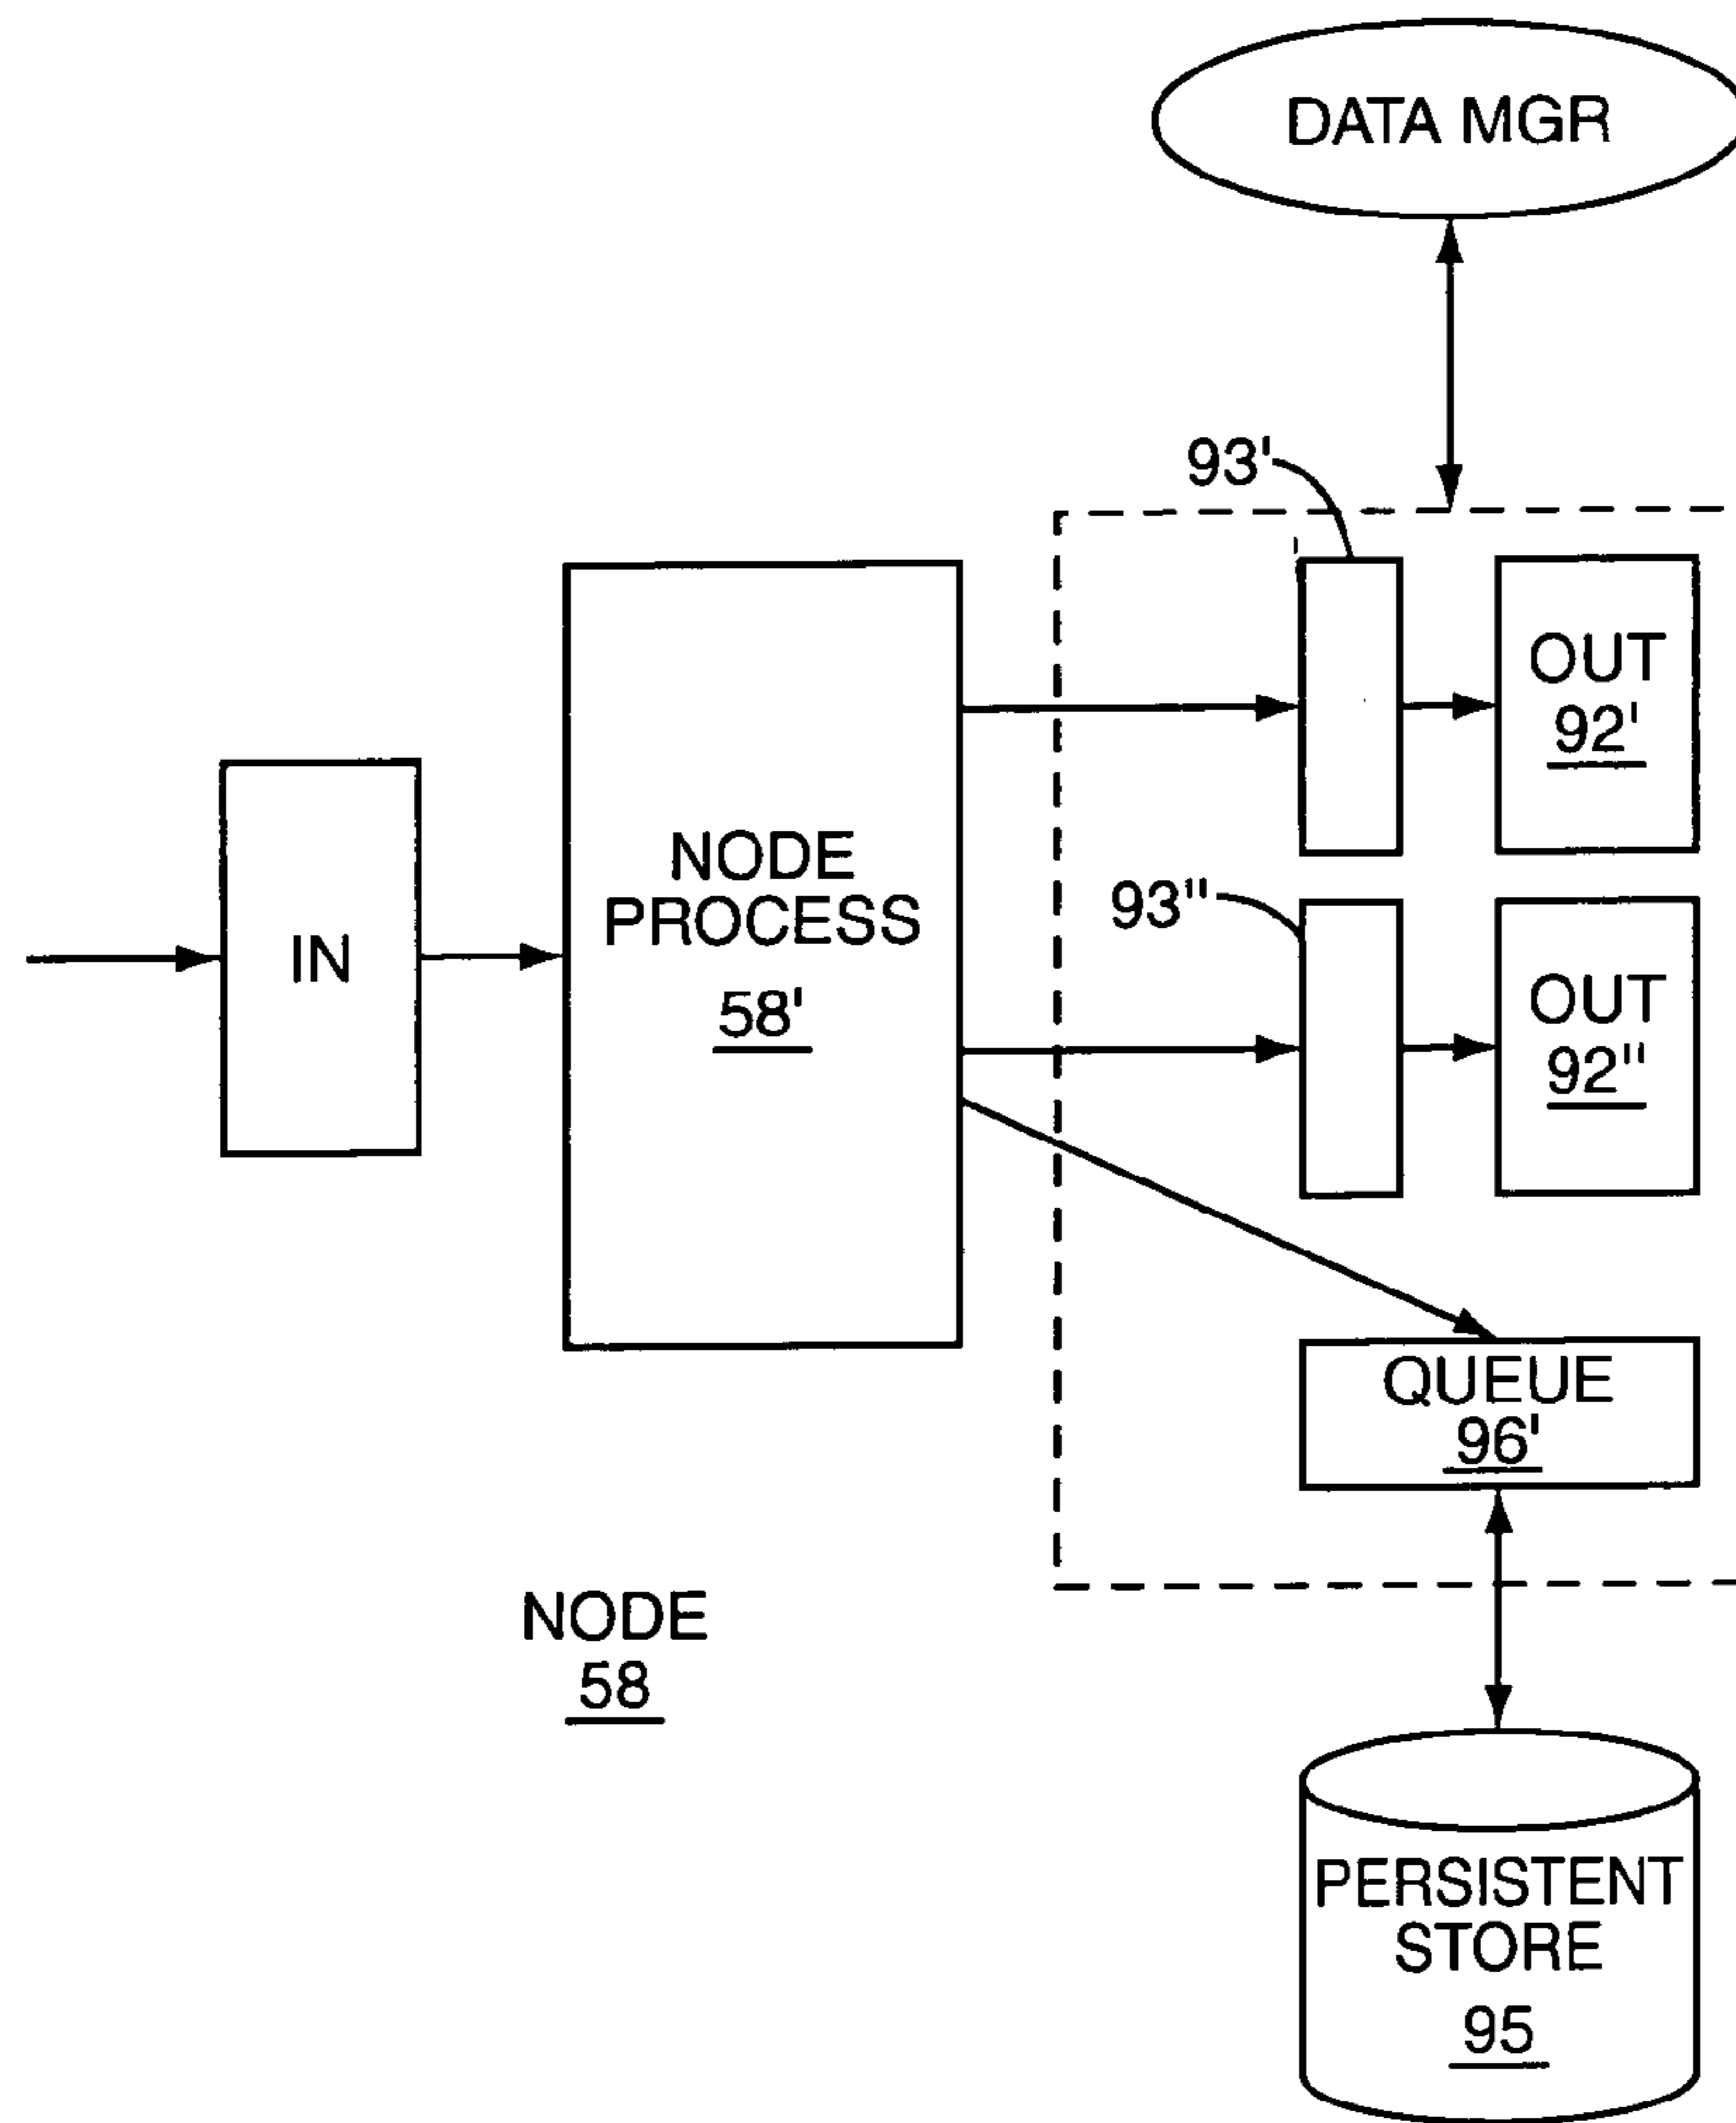 DATA MGR
93'
OUT
92'
NODE
PROCESS
58'
IN
93"
OUT
92"
QUEUE
96'
NODE
58
PERSISTENT
STORE
95